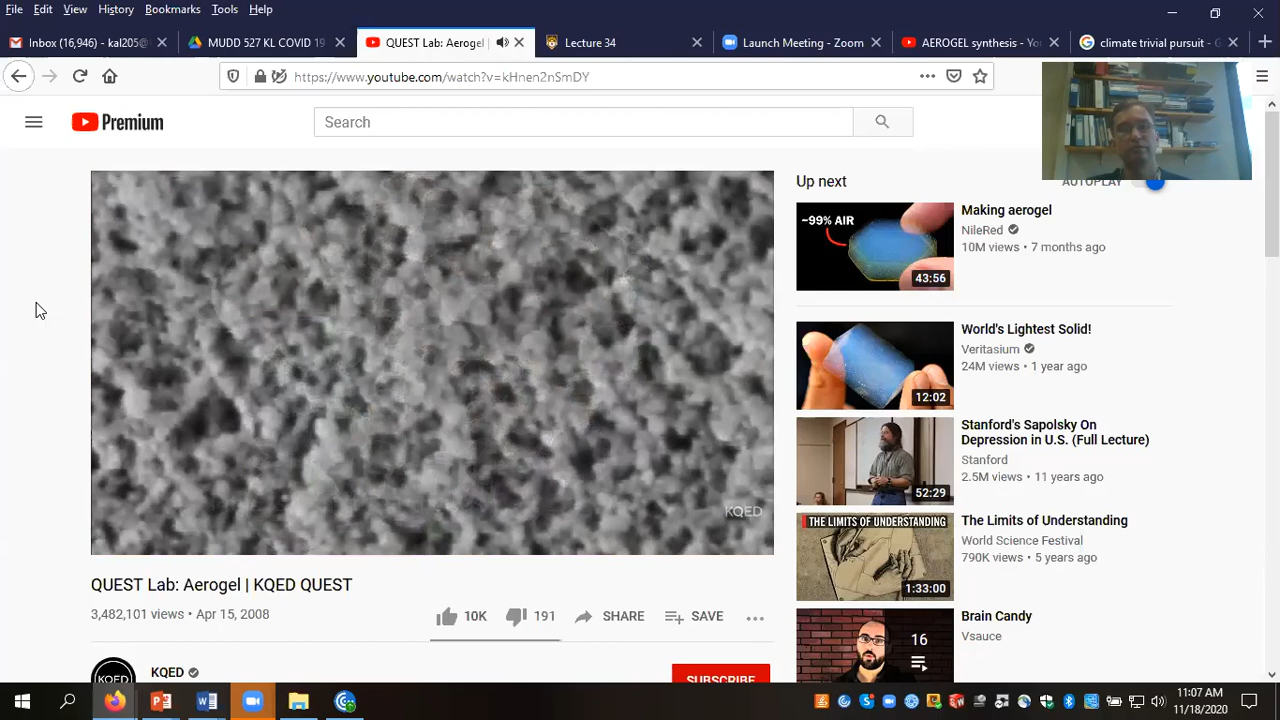 File Edit View History Bookmarks Tools Help
Inbox (16,946) - kal205@
MUDD 527 KL COVID 19
QUEST Lab: Aerogel |
Lecture 34
Launch Meeting - Zoom
AEROGEL synthesis - You
climate trivial pursuit - G
https://www.youtube.com/watch?v=kHnen2nSmDY
Premium
Search
Up next
AUTOPLAY
~99% AIR
43:56
Making aerogel
NileRed
10M views • 7 months ago
12:02
World's Lightest Solid!
Veritasium
24M views • 1 year ago
52:29
Stanford's Sapolsky On
Depression in U.S. (Full Lecture)
Stanford
2.5M views • 11 years ago
THE LIMITS OF UNDERSTANDING
1:33:00
The Limits of Understanding
World Science Festival
790K views • 5 years ago
16
Brain Candy
Vsauce
KQED
QUEST Lab: Aerogel | KQED QUEST
3,482,101 views • Apr 15, 2008
10K 191 SHARE SAVE
KQED
SUBSCRIBE
11:07 AM
11/18/2020